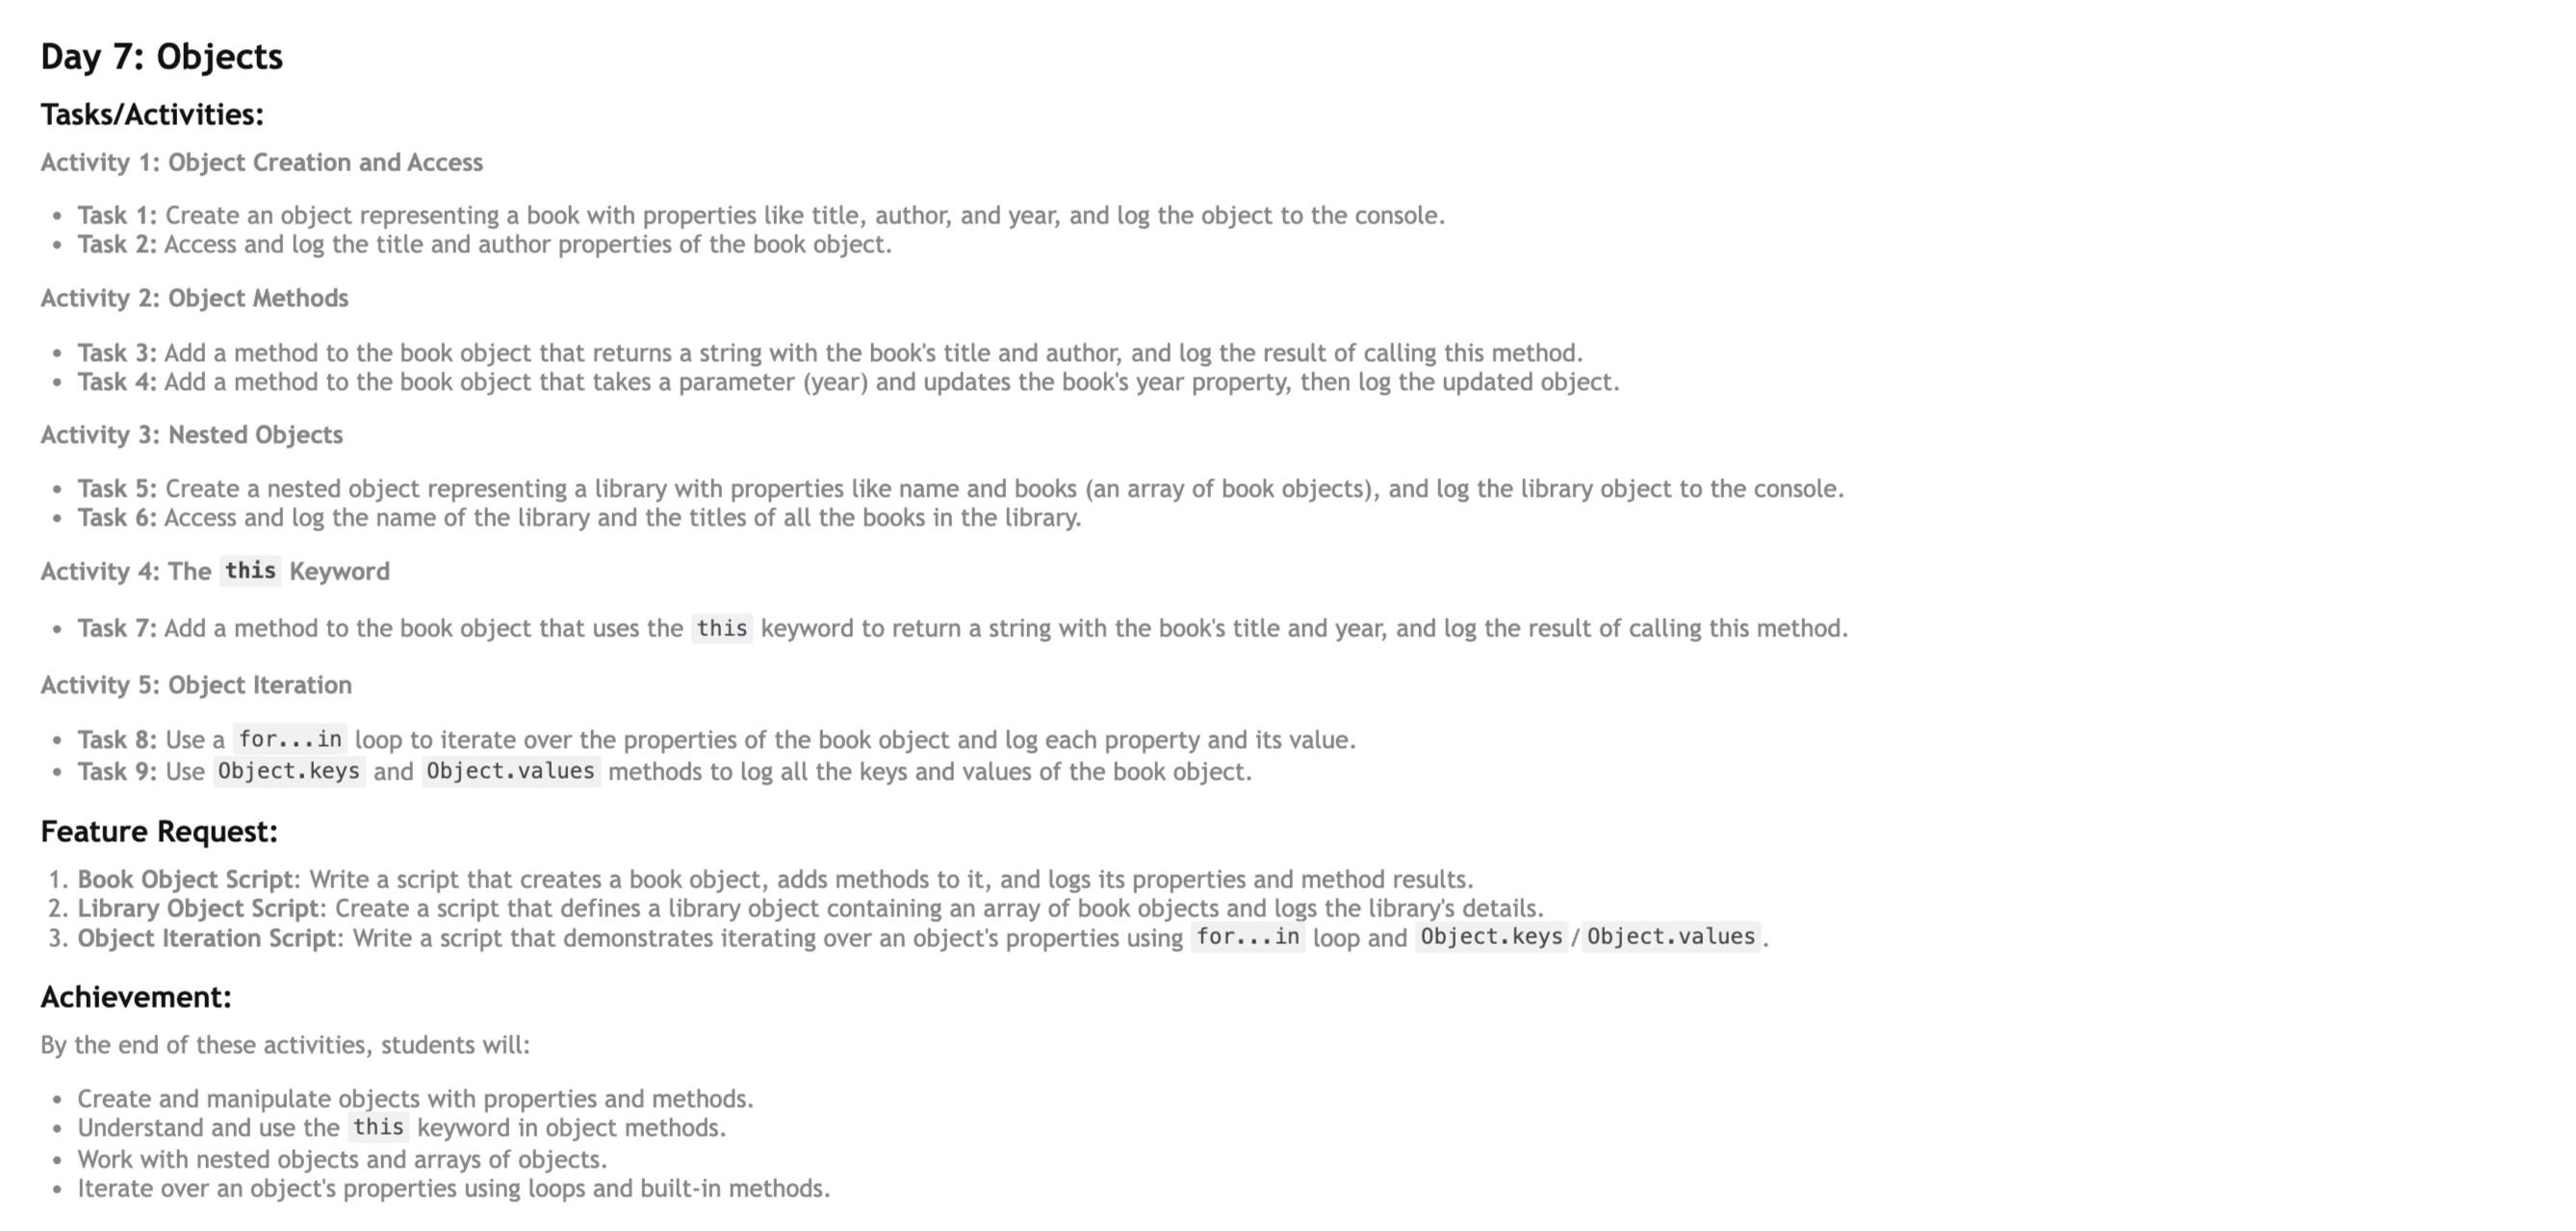 Day 7: Objects
Tasks/Activities:
Activity 1: Object Creation and Access
• Task 1: Create an object representing a book with properties like title, author, and year, and log the object to the console.
• Task 2: Access and log the title and author properties of the book object.
Activity 2: Object Methods
• Task 3: Add a method to the book object that returns a string with the book's title and author, and log the result of calling this method.
• Task 4: Add a method to the book object that takes a parameter (year) and updates the book's year property, then log the updated object.
Activity 3: Nested Objects
• Task 5: Create a nested object representing a library with properties like name and books (an array of book objects), and log the library object to the console.
• Task 6: Access and log the name of the library and the titles of all the books in the library.
Activity 4: The this Keyword
• Task 7: Add a method to the book object that uses the this keyword to return a string with the book's title and year, and log the result of calling this method.
Activity 5: Object Iteration
• Task 8: Use a for...in loop to iterate over the properties of the book object and log each property and its value.
• Task 9: Use Object.keys and Object.values methods to log all the keys and values of the book object.
Feature Request:
1. Book Object Script: Write a script that creates a book object, adds methods to it, and logs its properties and method results.
2. Library Object Script: Create a script that defines a library object containing an array of book objects and logs the library's details.
3. Object Iteration Script: Write a script that demonstrates iterating over an object's properties using for...in loop and Object.keys/Object.values.
Achievement:
By the end of these activities, students will:
• Create and manipulate objects with properties and methods.
• Understand and use the this keyword in object methods.
• Work with nested objects and arrays of objects.
• Iterate over an object's properties using loops and built-in methods.